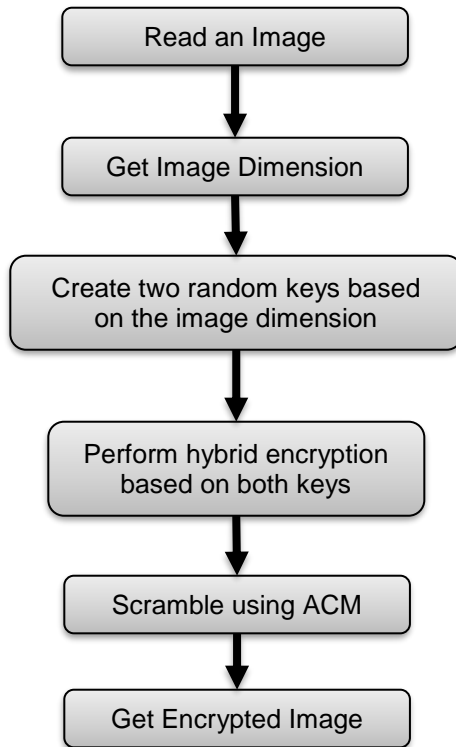 Read an Image
Get Image Dimension
Create two random keys based
on the image dimension
Perform hybrid encryption
based on both keys
Scramble using ACM
Get Encrypted Image